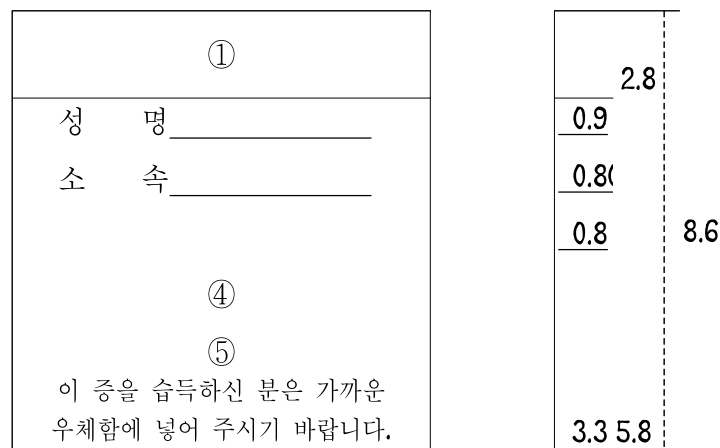 ①
성 명
소 속
④
⑤
이 증을 습득하신 분은 가까운
우체함에 넣어 주시기 바랍니다.
2.8
0.9
0.8
0.8
8.6
3.3 5.8